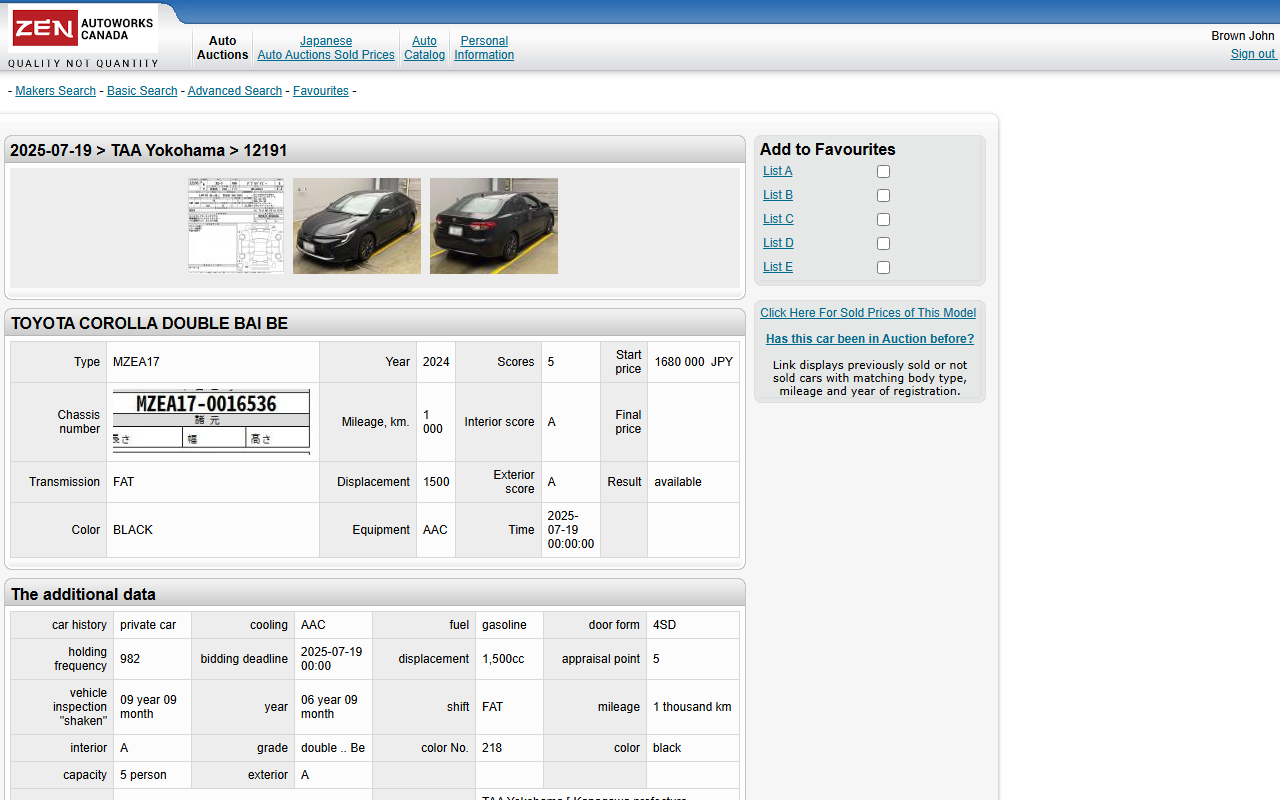 ZEN AUTOWORKS CANADA
QUALITY NOT QUANTITY
Auto Auctions
Japanese Auto Auctions Sold Prices
Auto Catalog
Personal Information
Brown John
Sign out
- Makers Search - Basic Search - Advanced Search - Favourites -
2025-07-19 > TAA Yokohama > 12191
Add to Favourites
List A
List B
List C
List D
List E
Click Here For Sold Prices of This Model
Has this car been in Auction before?
Link displays previously sold or not
sold cars with matching body type,
mileage and year of registration.
TOYOTA COROLLA DOUBLE BAI BE
Type MZEA17 Year 2024 Scores 5 Start price 1680 000 JPY
Chassis number MZEA17-0016536 Mileage, km. 1 000 Interior score A Final price
諸元
長さ 幅 高さ
Transmission FAT Displacement 1500 Exterior score A Result available
Color BLACK Equipment AAC Time 2025-07-19 00:00:00
The additional data
car history private car cooling AAC fuel gasoline door form 4SD
holding frequency 982 bidding deadline 2025-07-19 00:00 displacement 1,500cc appraisal point 5
vehicle inspection "shaken" 09 year 09 month year 06 year 09 month shift FAT mileage 1 thousand km
interior A grade double .. Be color No. 218 color black
capacity 5 person exterior A